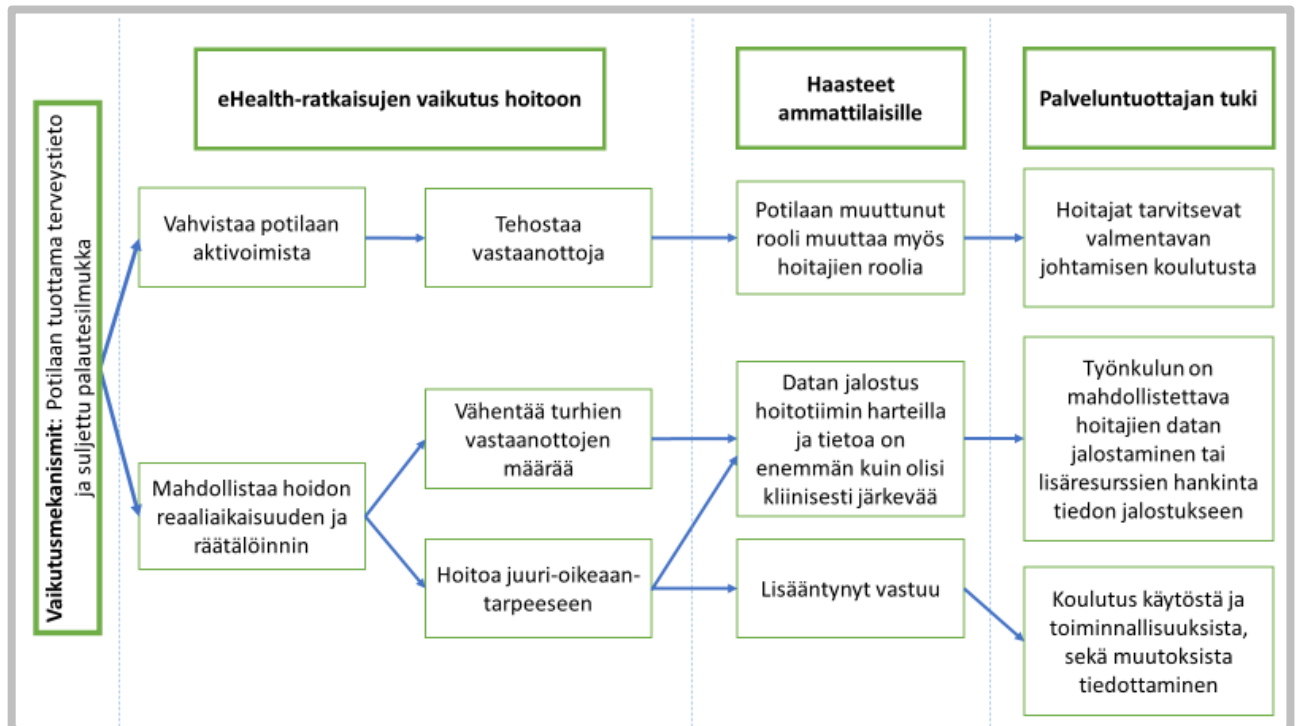 Vaikutusmekanismit: Potilaan tuottama terveystieto
ja suljettu palautesilmukka
eHealth-ratkaisujen vaikutus hoitoon
Haasteet
ammattilaisille
Palveluntuottajan tuki
Vahvistaa potilaan
aktivoimista
Tehostaa
vastaanottoja
Potilaan muuttunut
rooli muuttaa myös
hoitajien roolia
Hoitajat tarvitsevat
valmentavan
johtamisen koulutusta
Mahdollistaa hoidon
reaaliaikaisuuden ja
räätälöinnin
Vähentää turhien
vastaanottojen
määrää
Datan jalostus
hoitotiimin harteilla
ja tietoa on
enemmän kuin olisi
kliinisesti järkevää
Työnkulun on
mahdollistettava
hoitajien datan
jalostaminen tai
lisäresurssien hankinta
tiedon jalostukseen
Hoitoa juuri-oikeaan-
tarpeeseen
Lisääntynyt vastuu
Koulutus käytöstä ja
toiminnallisuuksista,
sekä muutoksista
tiedottaminen